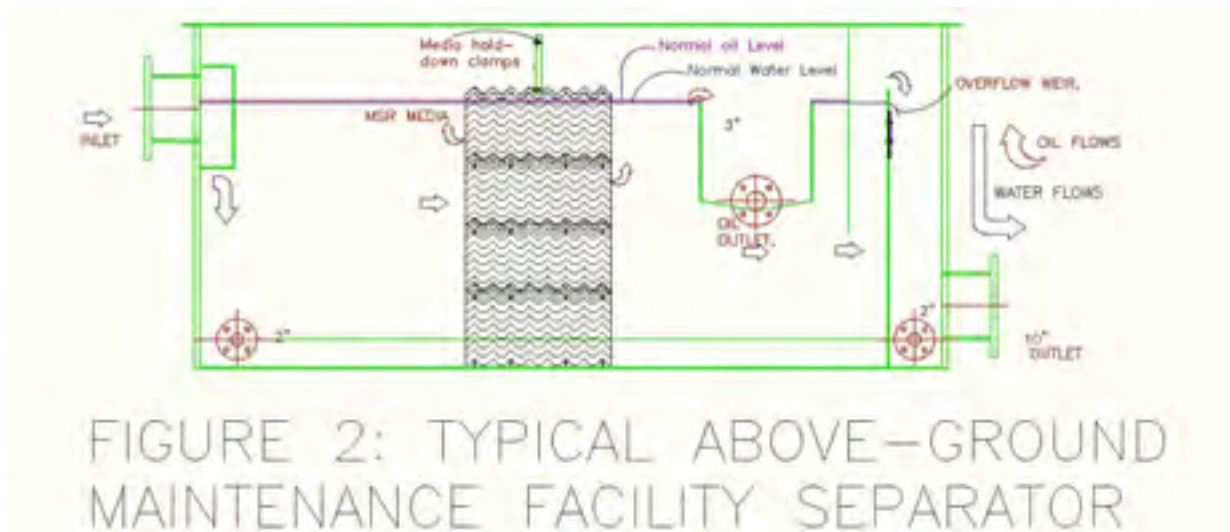 Media hold-
down clamps
Normal oil Level
Normal Water Level
OVERFLOW WEIR.
MSR MEDIA
INLET
3"
OIL FLOWS
WATER FLOWS
OIL
OUTLET.
2"
2"
10"
OUTLET
FIGURE 2: TYPICAL ABOVE-GROUND
MAINTENANCE FACILITY SEPARATOR